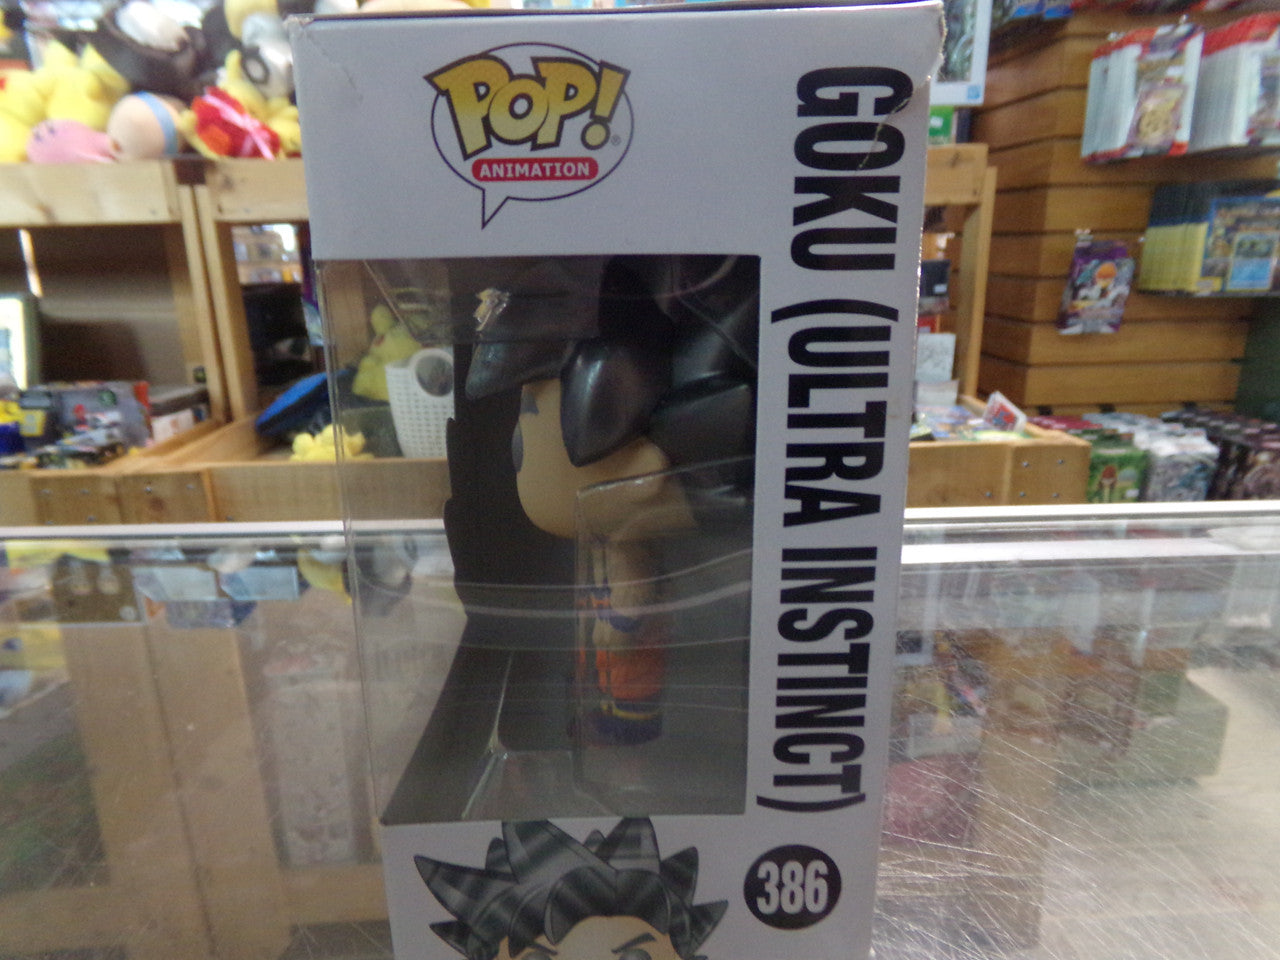 POP!
ANIMATION
GOKU (ULTRA INSTINCT)
386